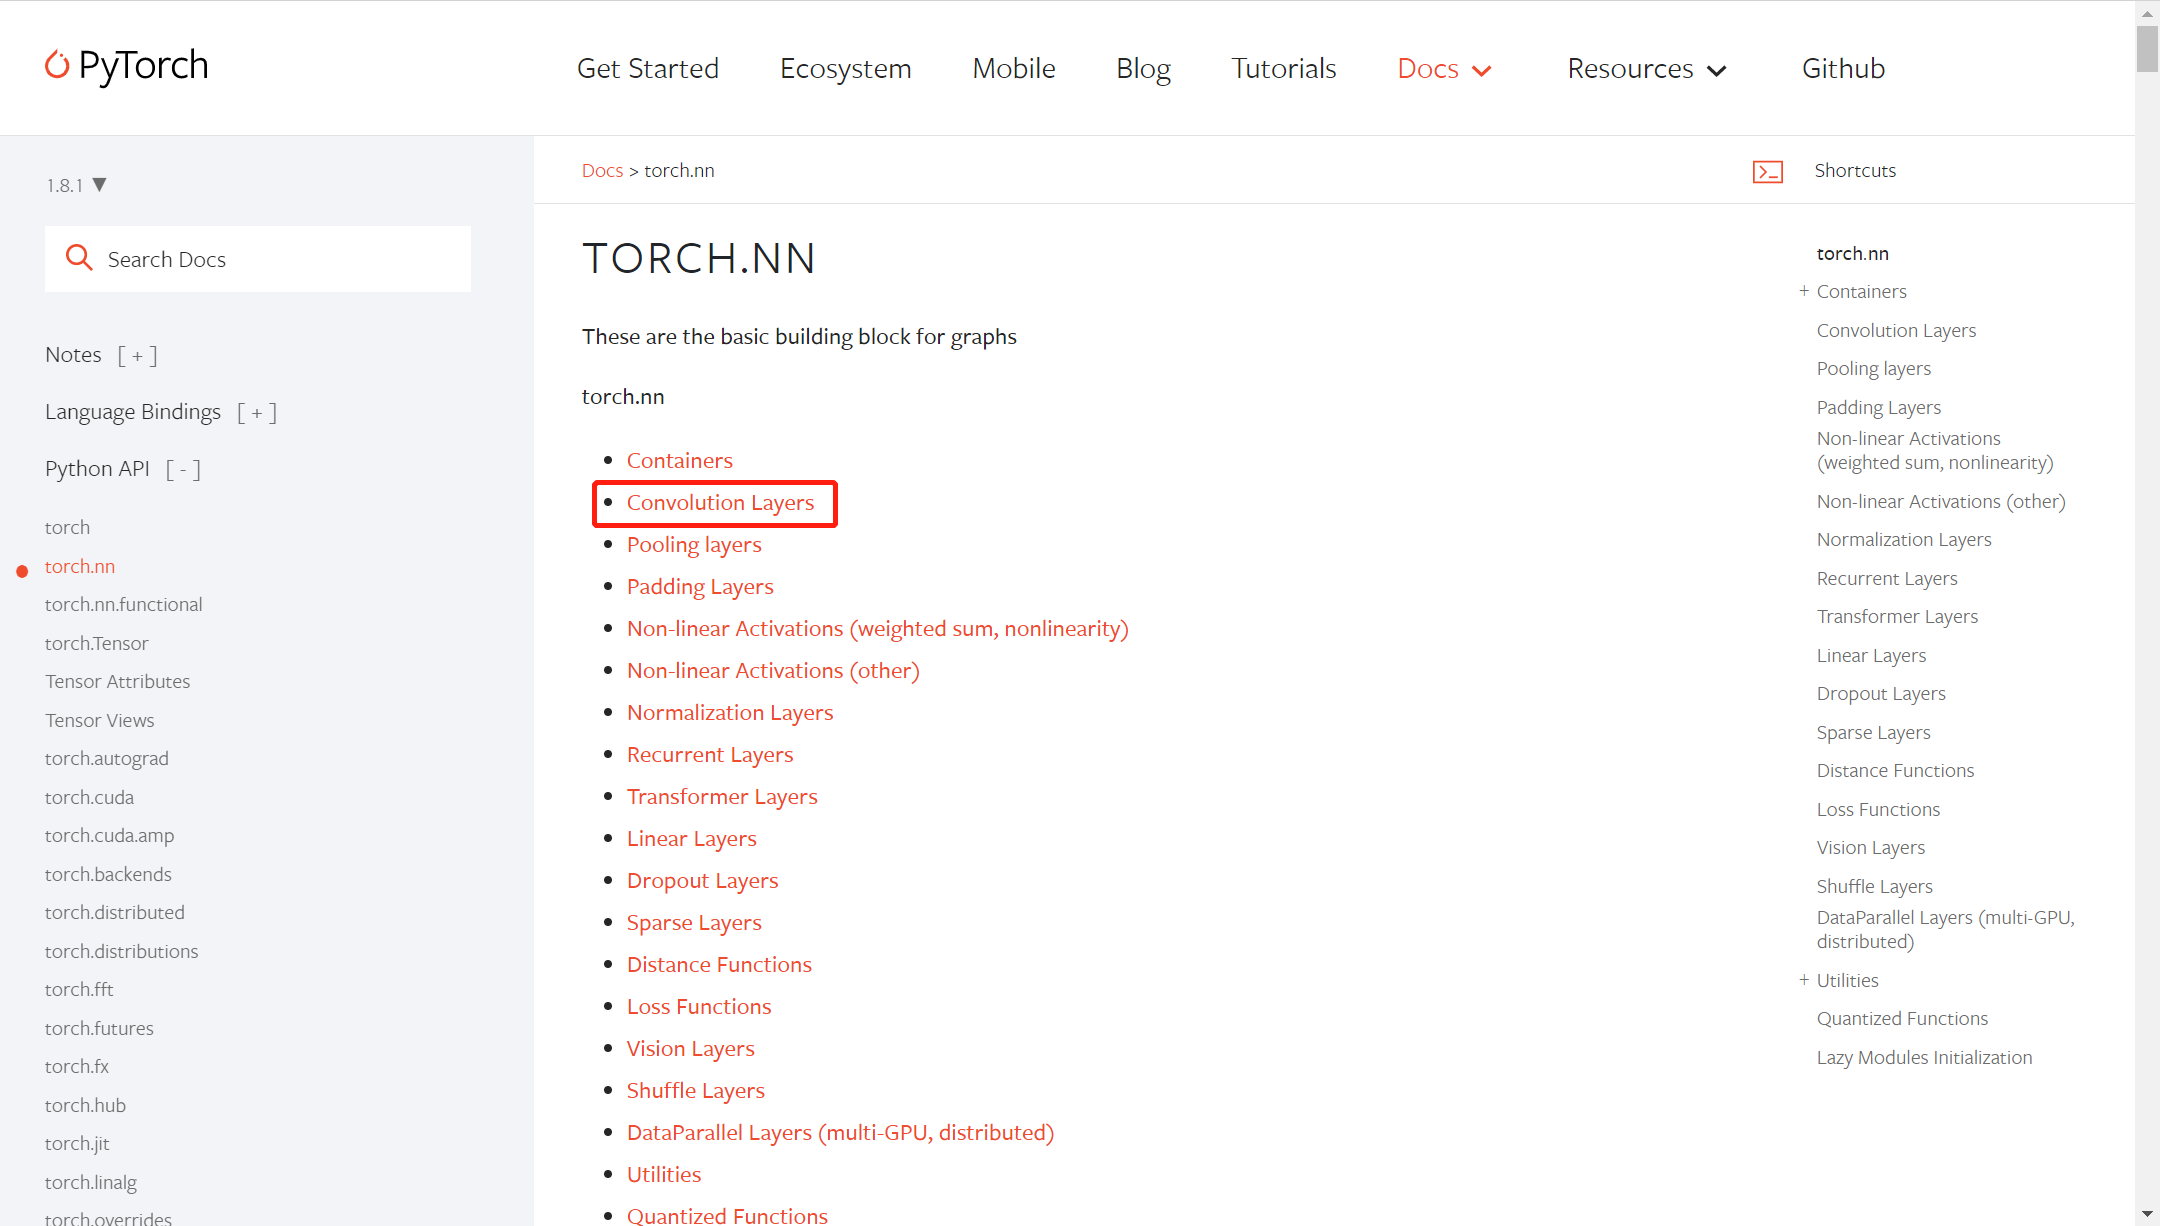 PyTorch
Get Started
Ecosystem
Mobile
Blog
Tutorials
Docs
Resources
Github
1.8.1 ▼
Search Docs
Notes [ + ]
Language Bindings [ + ]
Python API [ - ]
torch
torch.nn
torch.nn.functional
torch.Tensor
Tensor Attributes
Tensor Views
torch.autograd
torch.cuda
torch.cuda.amp
torch.backends
torch.distributed
torch.distributions
torch.fft
torch.futures
torch.fx
torch.hub
torch.jit
torch.linalg
torch.overrides
Docs > torch.nn
Shortcuts
TORCH.NN
These are the basic building block for graphs
torch.nn
Containers
Convolution Layers
Pooling layers
Padding Layers
Non-linear Activations (weighted sum, nonlinearity)
Non-linear Activations (other)
Normalization Layers
Recurrent Layers
Transformer Layers
Linear Layers
Dropout Layers
Sparse Layers
Distance Functions
Loss Functions
Vision Layers
Shuffle Layers
DataParallel Layers (multi-GPU, distributed)
Utilities
Quantized Functions
torch.nn
+ Containers
Convolution Layers
Pooling layers
Padding Layers
Non-linear Activations
(weighted sum, nonlinearity)
Non-linear Activations (other)
Normalization Layers
Recurrent Layers
Transformer Layers
Linear Layers
Dropout Layers
Sparse Layers
Distance Functions
Loss Functions
Vision Layers
Shuffle Layers
DataParallel Layers (multi-GPU,
distributed)
+ Utilities
Quantized Functions
Lazy Modules Initialization